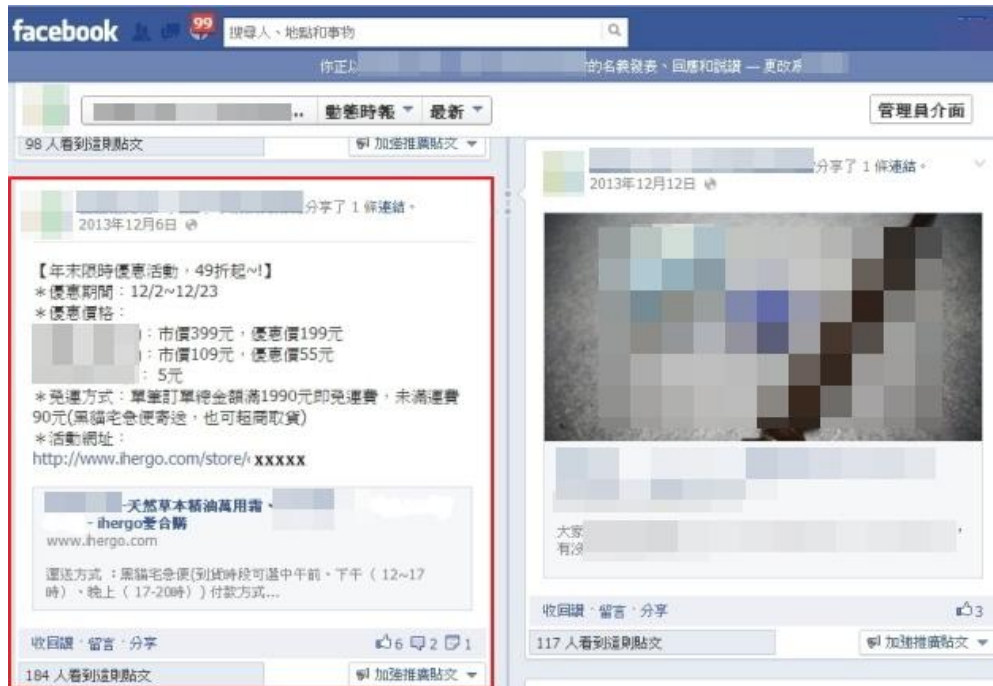 facebook
99
搜尋人、地點和事物
你正以
的名義發表、回應和說讚 — 更改為
動態時報
最新
管理員介面
98 人看到這則貼文
加強推廣貼文
分享了 1 條連結。
2013年12月6日
【年末限時優惠活動，49折起~!】
＊優惠期間：12/2~12/23
＊優惠價格：
：市價399元，優惠價199元
：市價109元，優惠價55元
： 5元
＊免運方式：單筆訂單總金額滿1990元即免運費，未滿運費
90元(黑貓宅急便寄送，也可超商取貨)
＊活動網址：
http://www.ihergo.com/store/ xxxxx
-天然草本精油萬用霜、
- ihergo愛合購
www.ihergo.com
運送方式 ：黑貓宅急便(到貨時段可選中午前、下午（ 12~17
時）、晚上（ 17-20時）) 付款方式...
收回讚 · 留言 · 分享
6 2 1
184 人看到這則貼文
加強推廣貼文
分享了 1 條連結。
2013年12月12日
大家
有沒
收回讚 · 留言 · 分享
3
117 人看到這則貼文
加強推廣貼文